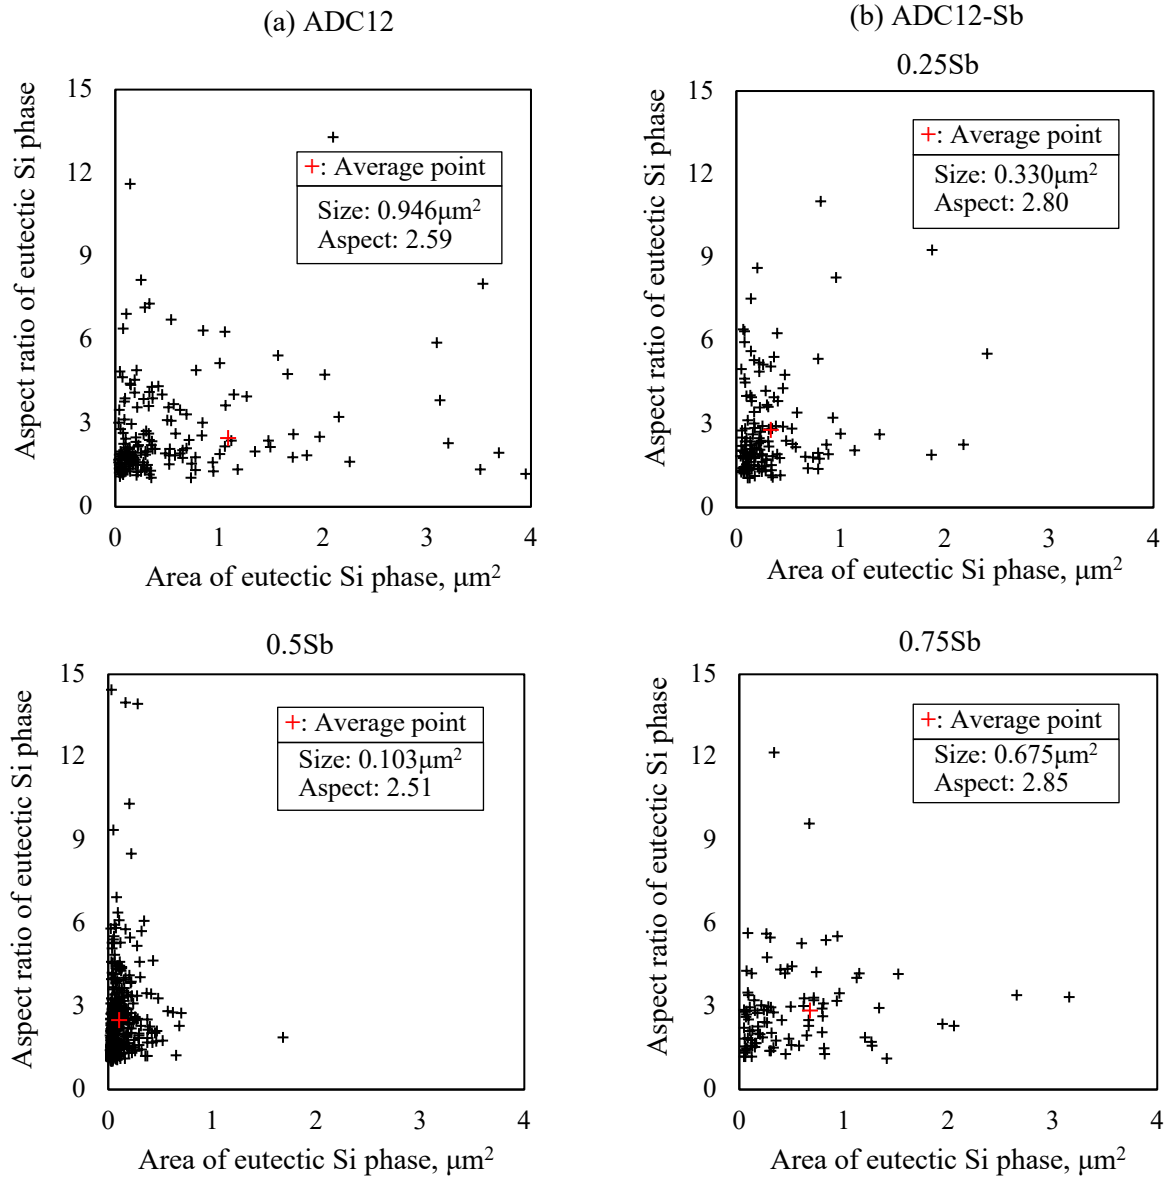 (a) ADC12
15
12
9
6
3
0
0 1 2 3 4
Aspect ratio of eutectic Si phase
Area of eutectic Si phase, μm²
+: Average point
Size: 0.946μm²
Aspect: 2.59
(b) ADC12-Sb
0.25Sb
15
12
9
6
3
0
0 1 2 3 4
Aspect ratio of eutectic Si phase
Area of eutectic Si phase, μm²
+: Average point
Size: 0.330μm²
Aspect: 2.80
0.5Sb
15
12
9
6
3
0
0 1 2 3 4
Aspect ratio of eutectic Si phase
Area of eutectic Si phase, μm²
+: Average point
Size: 0.103μm²
Aspect: 2.51
0.75Sb
15
12
9
6
3
0
0 1 2 3 4
Aspect ratio of eutectic Si phase
Area of eutectic Si phase, μm²
+: Average point
Size: 0.675μm²
Aspect: 2.85